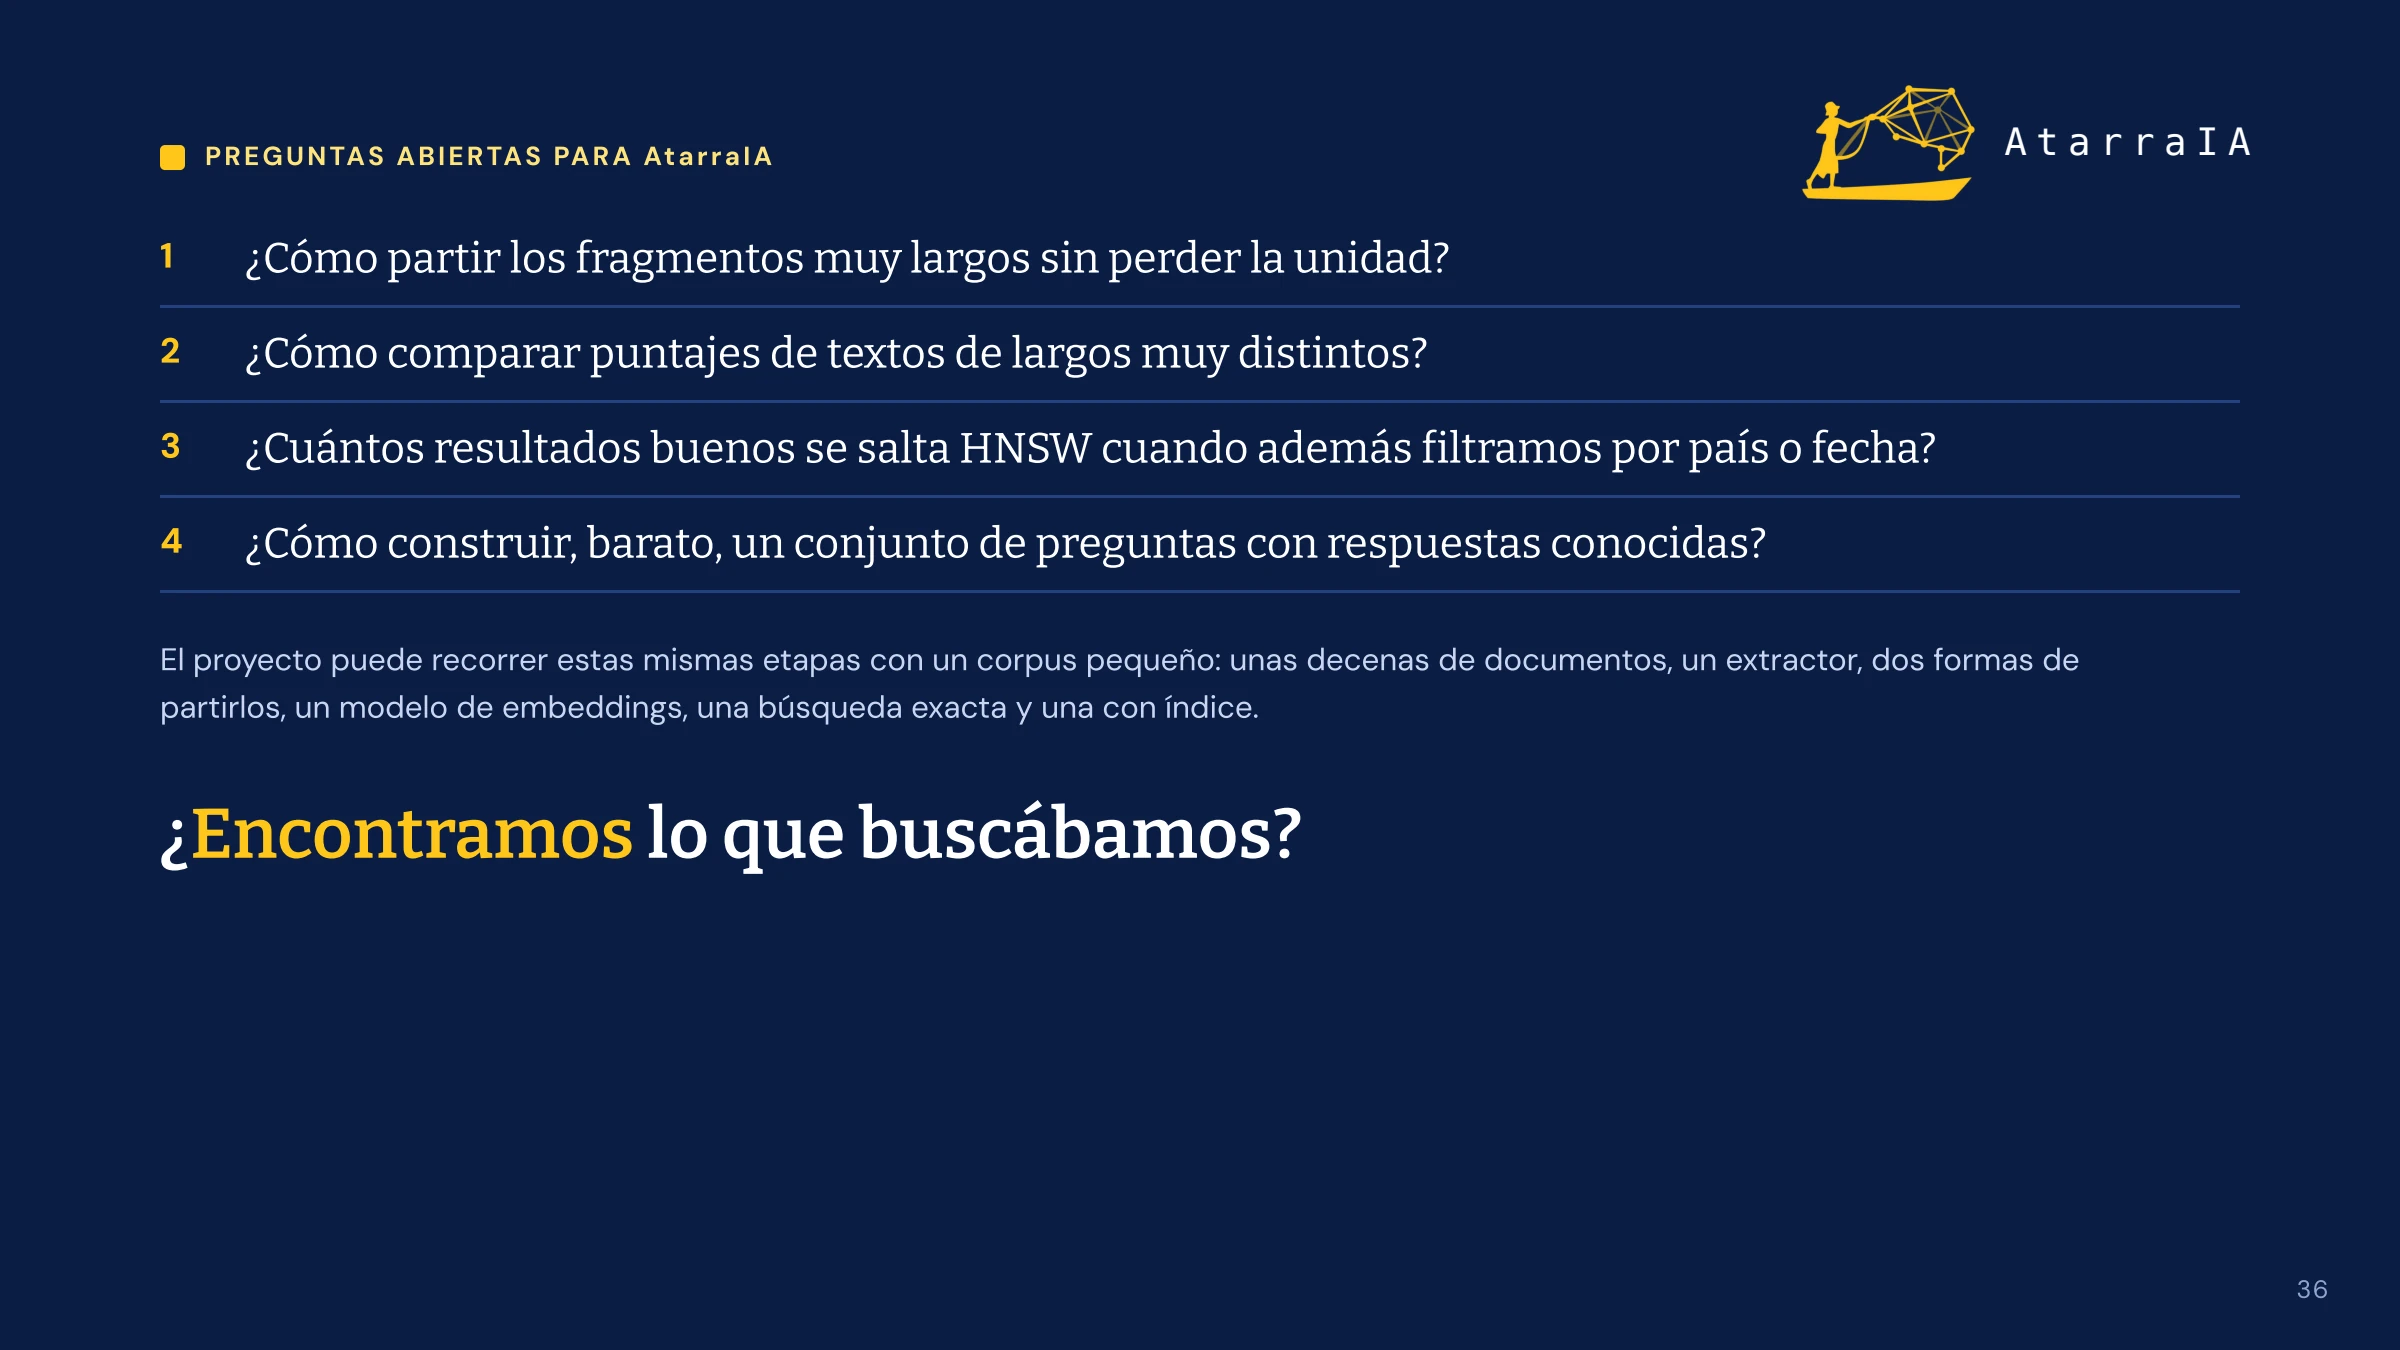 PREGUNTAS ABIERTAS PARA AtarraIA
AtarraIA
1 ¿Cómo partir los fragmentos muy largos sin perder la unidad?
2 ¿Cómo comparar puntajes de textos de largos muy distintos?
3 ¿Cuántos resultados buenos se salta HNSW cuando además filtramos por país o fecha?
4 ¿Cómo construir, barato, un conjunto de preguntas con respuestas conocidas?
El proyecto puede recorrer estas mismas etapas con un corpus pequeño: unas decenas de documentos, un extractor, dos formas de
partirlos, un modelo de embeddings, una búsqueda exacta y una con índice.
¿Encontramos lo que buscábamos?
36